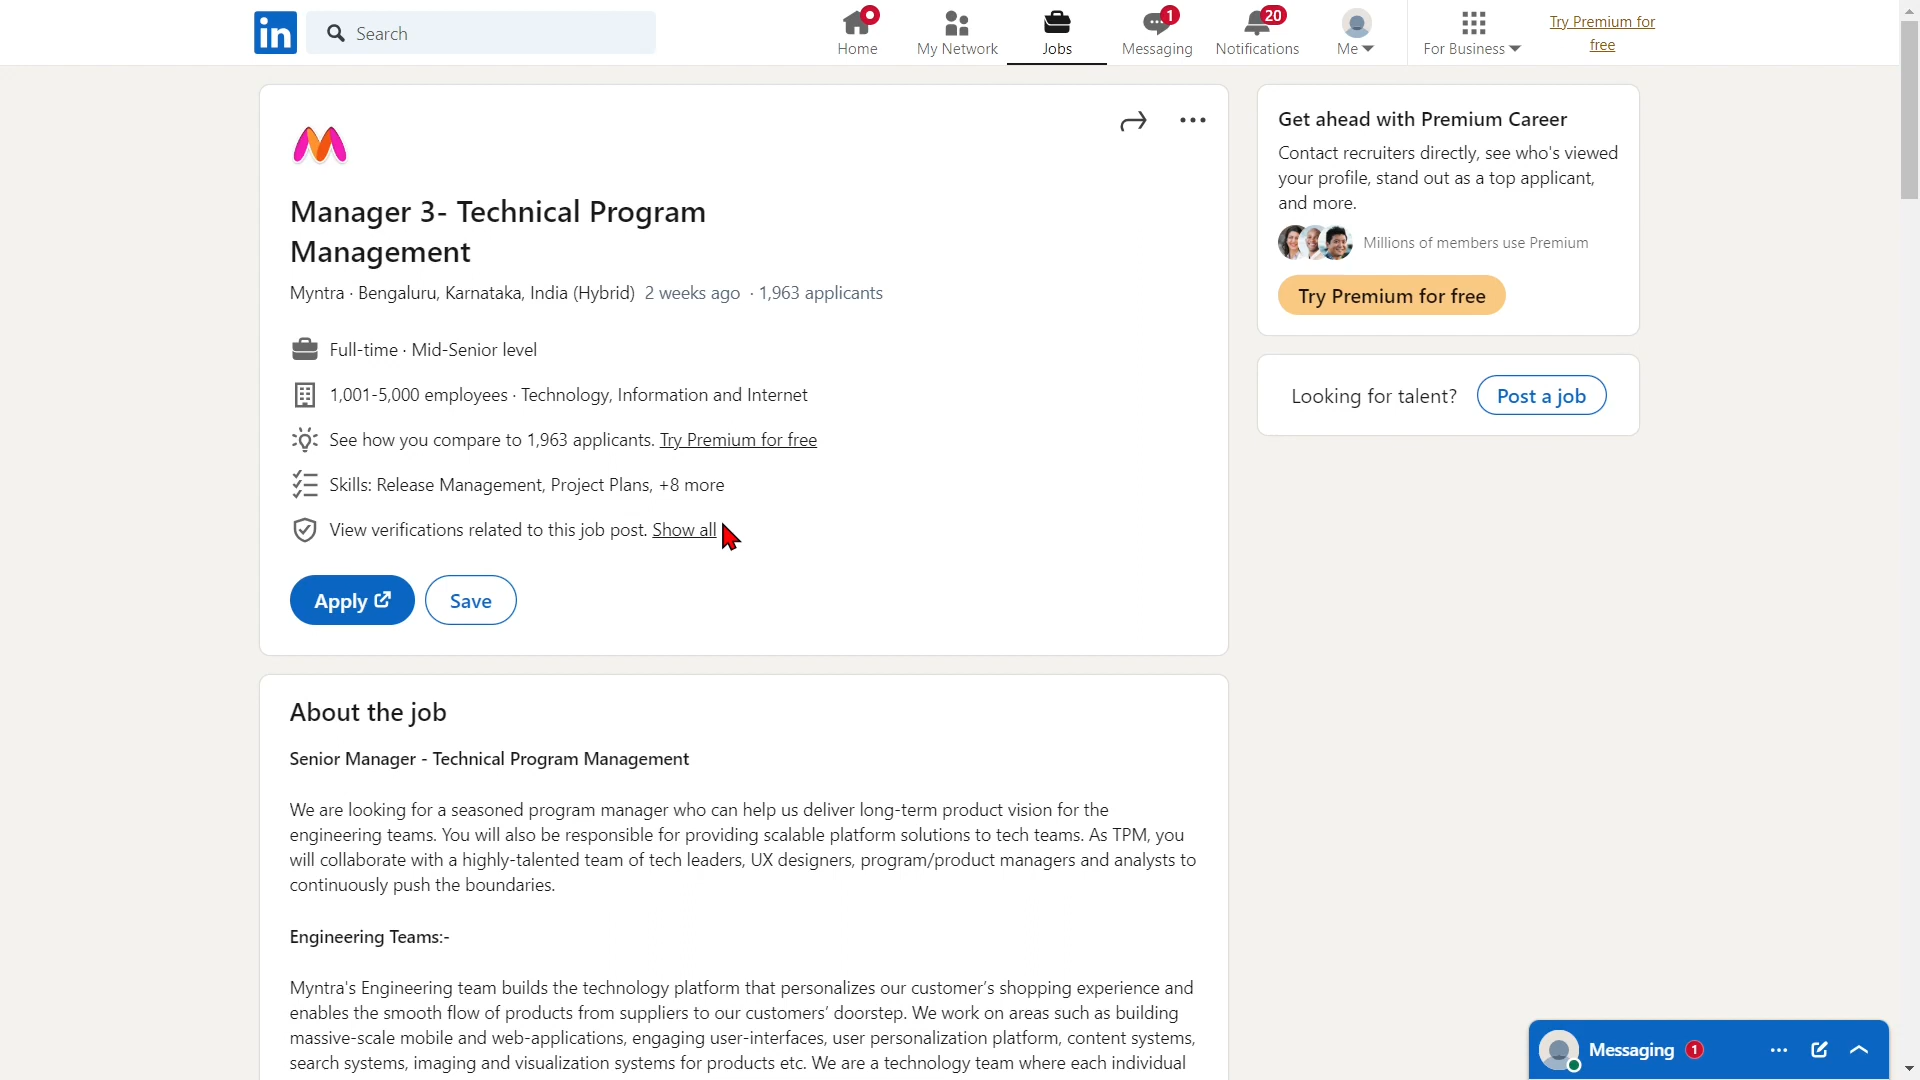 in
Search
Home
My Network
Jobs
1
Messaging
20
Notifications
Me
For Business
Try Premium for
free
Manager 3- Technical Program
Management
Myntra · Bengaluru, Karnataka, India (Hybrid) 2 weeks ago · 1,963 applicants
Full-time · Mid-Senior level
1,001-5,000 employees · Technology, Information and Internet
See how you compare to 1,963 applicants. Try Premium for free
Skills: Release Management, Project Plans, +8 more
View verifications related to this job post. Show all
Apply
Save
Get ahead with Premium Career
Contact recruiters directly, see who's viewed
your profile, stand out as a top applicant,
and more.
Millions of members use Premium
Try Premium for free
Looking for talent? Post a job
About the job
Senior Manager - Technical Program Management
We are looking for a seasoned program manager who can help us deliver long-term product vision for the
engineering teams. You will also be responsible for providing scalable platform solutions to tech teams. As TPM, you
will collaborate with a highly-talented team of tech leaders, UX designers, program/product managers and analysts to
continuously push the boundaries.
Engineering Teams:-
Myntra's Engineering team builds the technology platform that personalizes our customer's shopping experience and
enables the smooth flow of products from suppliers to our customers' doorstep. We work on areas such as building
massive-scale mobile and web-applications, engaging user-interfaces, user personalization platform, content systems,
search systems, imaging and visualization systems for products etc. We are a technology team where each individual
Messaging 1